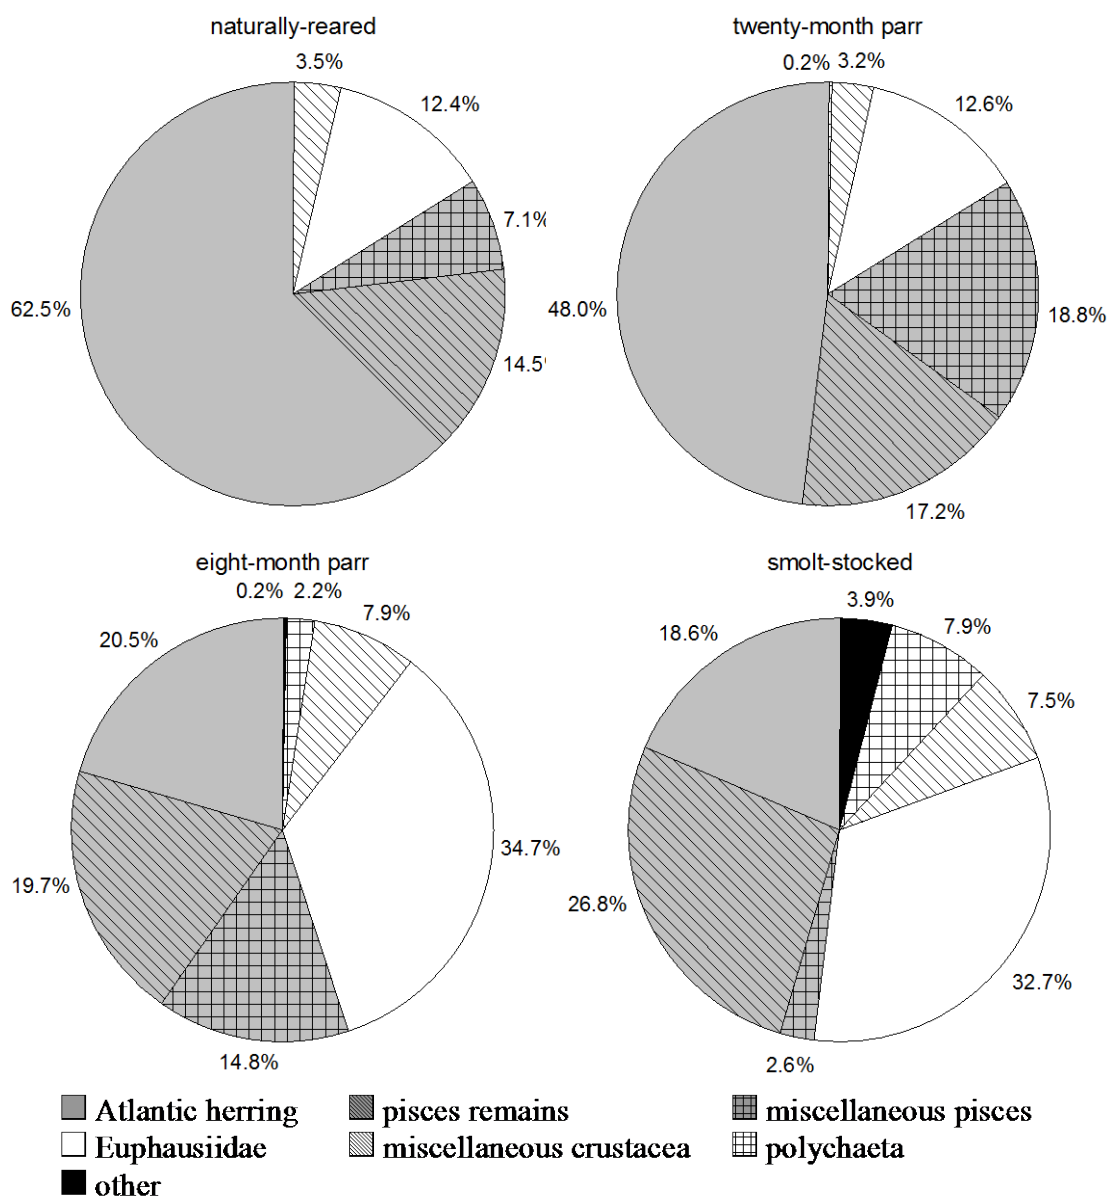 naturally-reared
twenty-month parr
3.5%
0.2%
3.2%
12.4%
12.6%
7.1%
62.5%
48.0%
18.8%
14.5
17.2%
eight-month parr
smolt-stocked
0.2%
2.2%
7.9%
3.9%
7.9%
20.5%
18.6%
7.5%
34.7%
19.7%
26.8%
32.7%
14.8%
2.6%
Atlantic herring
pisces remains
miscellaneous pisces
Euphausiidae
miscellaneous crustacea
polychaeta
other